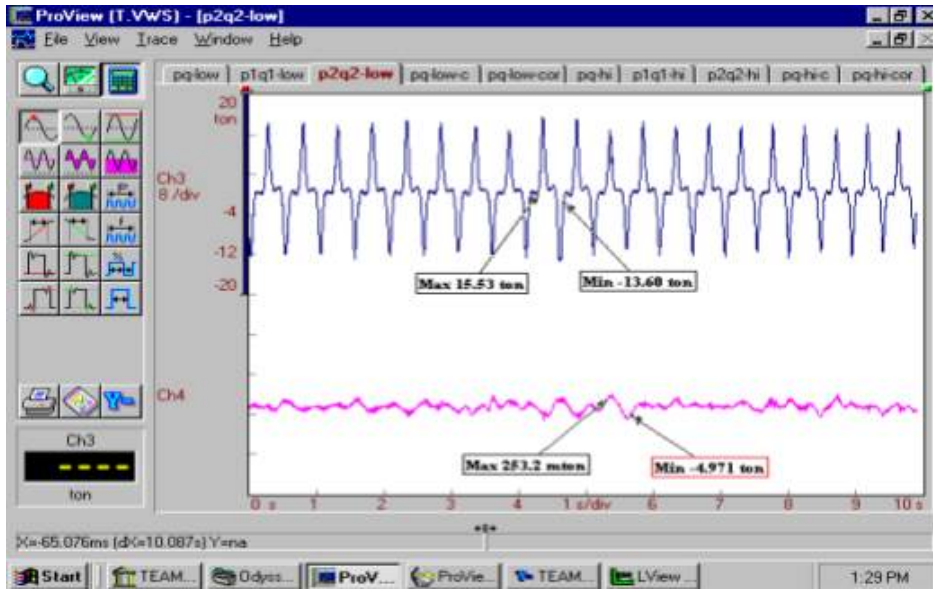 ProView (T.VWS) - [p2q2-low]
File View Trace Window Help
pq-low p1q1-low p2q2-low pq-low-c pq-low-cor pq-hi p1q1-hi p2q2-hi pq-hi-c pq-hi-cor
20
ton
Ch3
8 /div
-4
-12
-20
Max 15.53 ton
Min -13.60 ton
Ch4
Max 253.2 mton
Min -4.971 ton
Ch3
----
ton
0 s 1 2 3 4 1 s/div 6 7 8 9 10 s
X=-65.076ms (dX=10.087s) Y=na
Start TEAM... Odyss... ProV... ProVie... TEAM... LView ... 1:29 PM